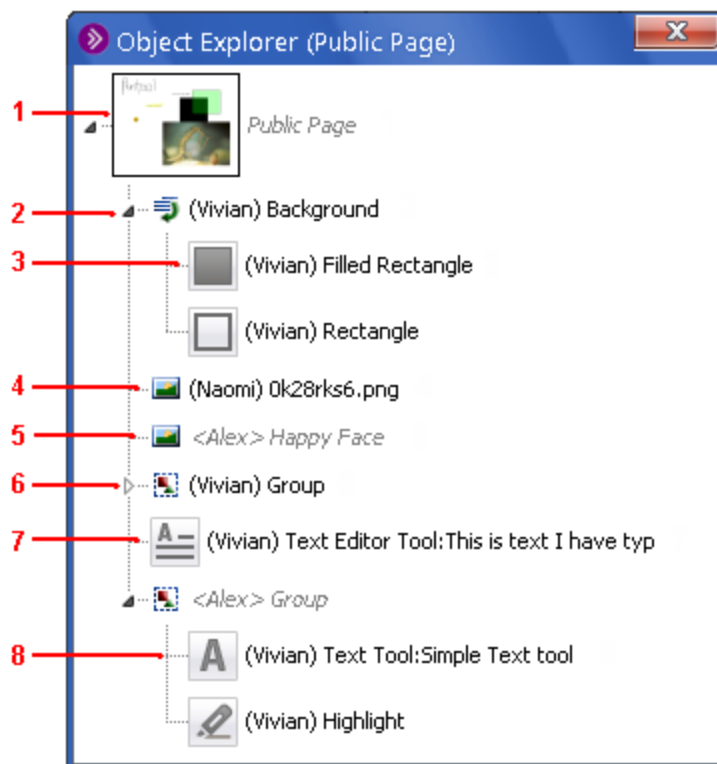 Object Explorer (Public Page)
x
1
Public Page
2
(Vivian) Background
3
(Vivian) Filled Rectangle
(Vivian) Rectangle
4
(Naomi) 0k28rks6.png
5
<Alex> Happy Face
6
(Vivian) Group
7
A
(Vivian) Text Editor Tool:This is text I have typ
<Alex> Group
8
A
(Vivian) Text Tool:Simple Text tool
(Vivian) Highlight